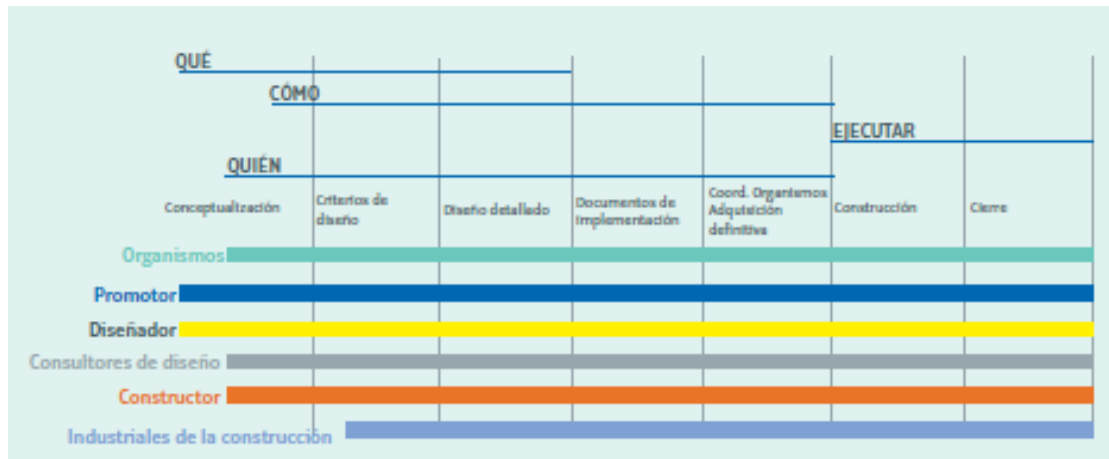 QUÉ
CÓMO
EJECUTAR
QUIÉN
Conceptualización
Criterios de
diseño
Diseño detallado
Documentos de
implementación
Coord. Organismos
Adquisición
definitiva
Construcción
Cierre
Organismos
Promotor
Diseñador
Consultores de diseño
Constructor
Industriales de la construcción